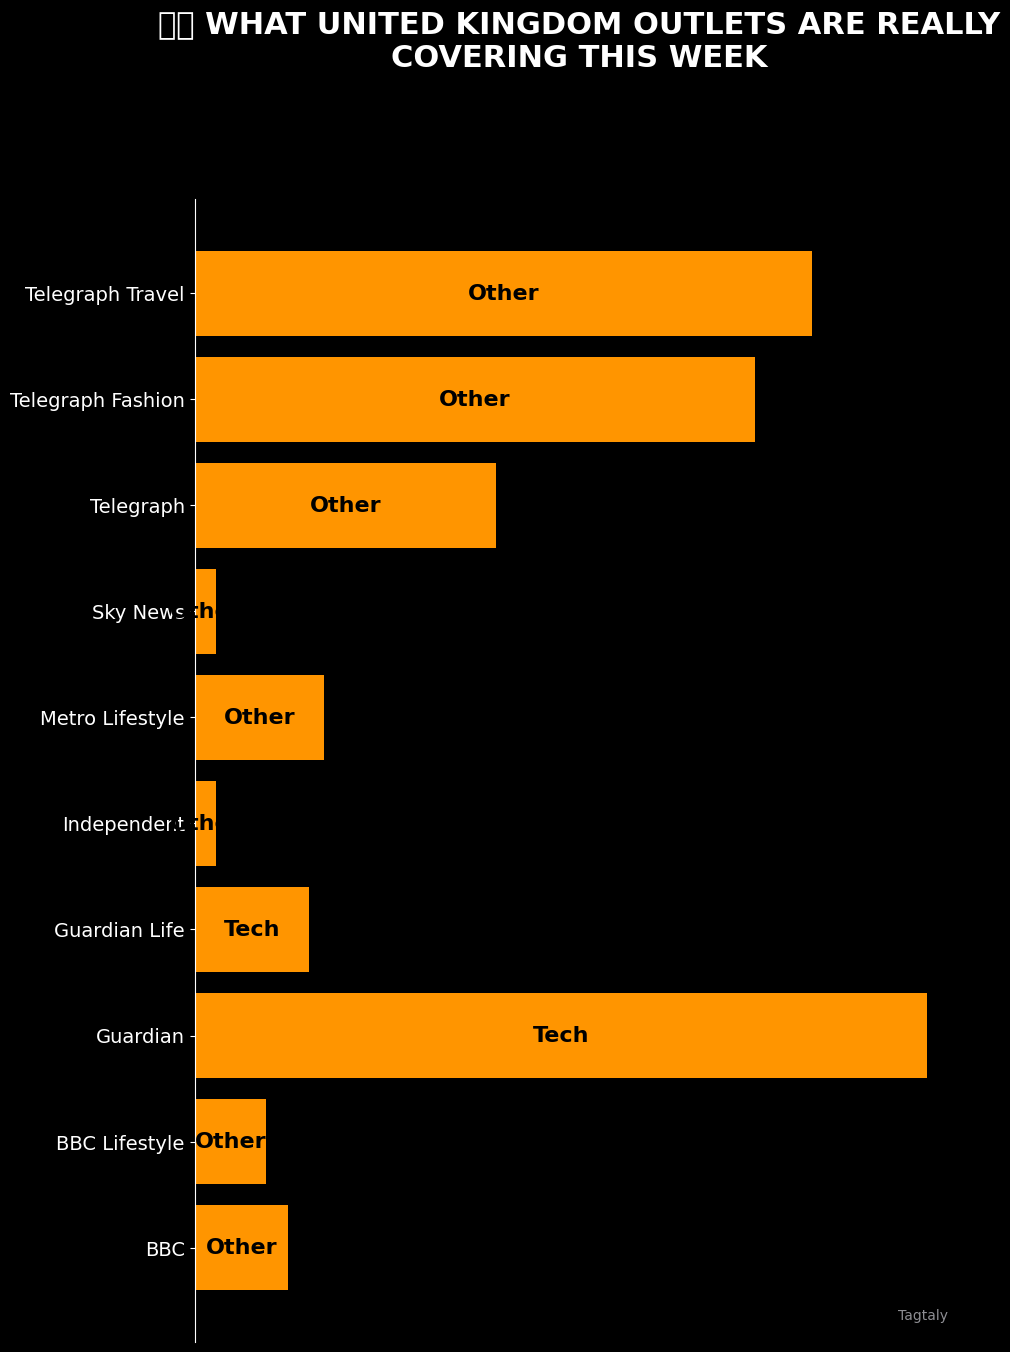 WHAT UNITED KINGDOM OUTLETS ARE REALLY
COVERING THIS WEEK
Telegraph Travel
Other
Telegraph Fashion
Other
Telegraph
Other
Sky News
Metro Lifestyle
Other
Independent
Guardian Life
Tech
Guardian
Tech
BBC Lifestyle
Other
BBC
Other
Tagtaly